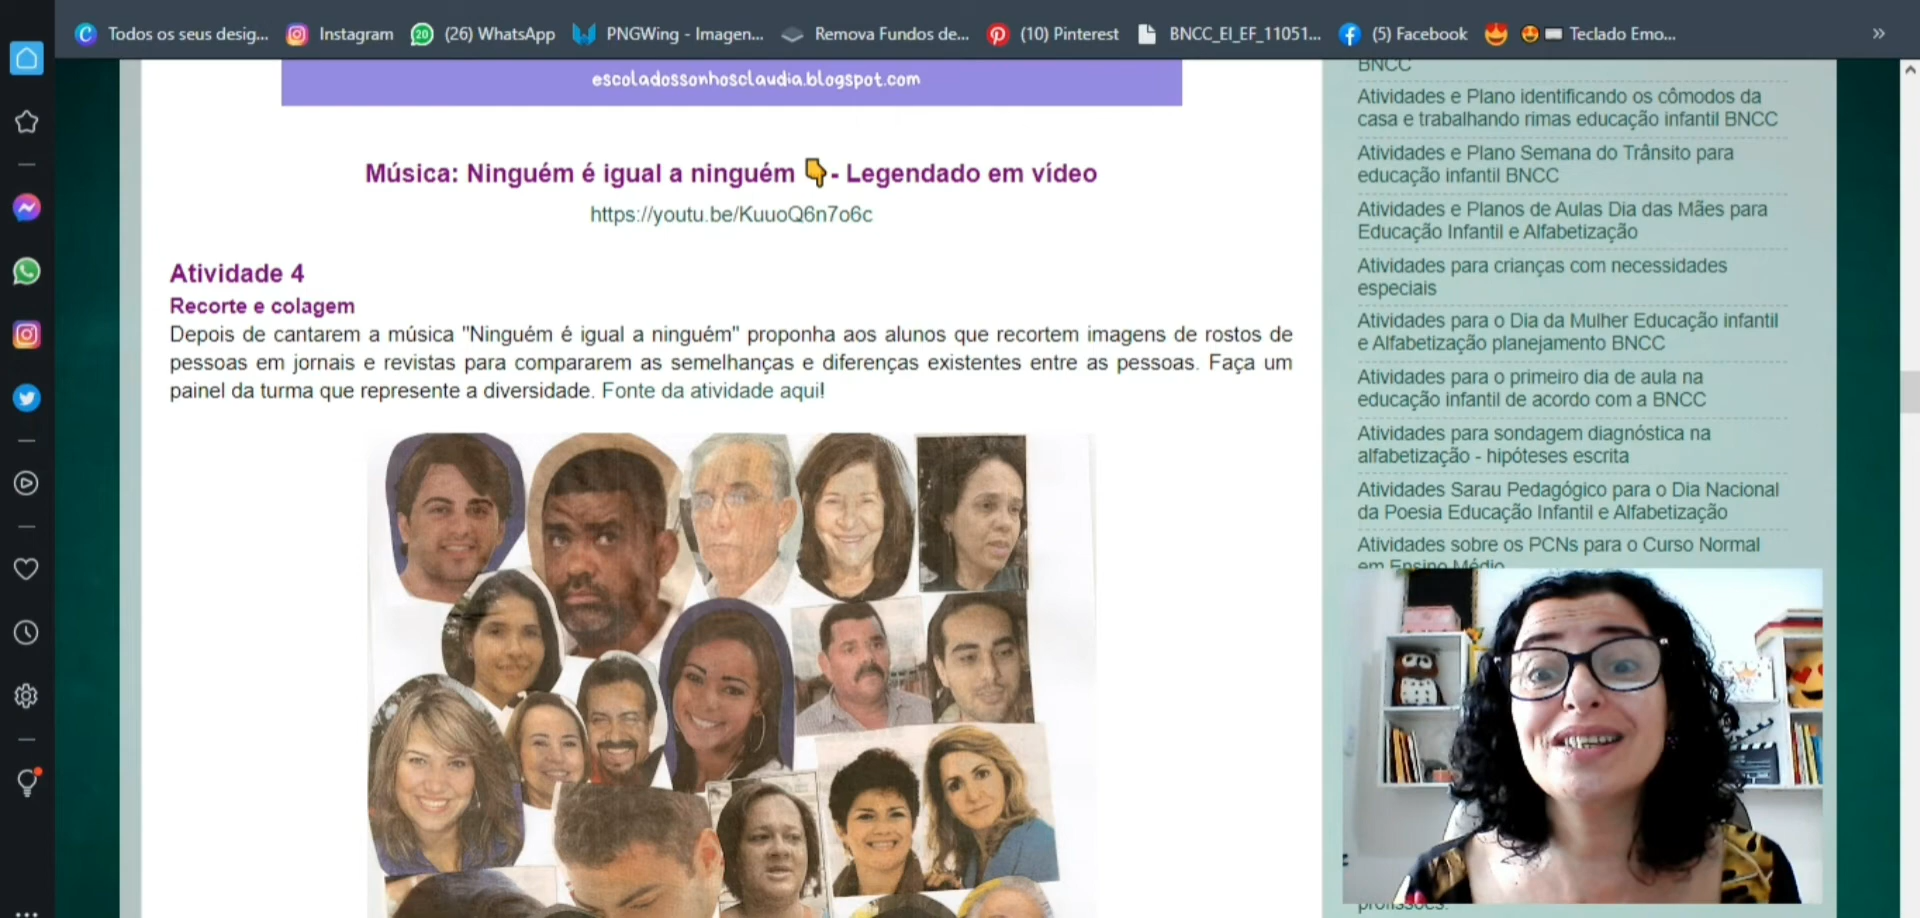 Todos os seus desig...
Instagram
20
(26) WhatsApp
PNGWing - Imagen...
Remova Fundos de...
(10) Pinterest
BNCC_EI_EF_11051...
(5) Facebook
Teclado Emo...
»
escoladossonhosclaudia.blogspot.com
Música: Ninguém é igual a ninguém 👇- Legendado em vídeo
https://youtu.be/KuuoQ6n7o6c
Atividade 4
Recorte e colagem
Depois de cantarem a música "Ninguém é igual a ninguém" proponha aos alunos que recortem imagens de rostos de
pessoas em jornais e revistas para compararem as semelhanças e diferenças existentes entre as pessoas. Faça um
painel da turma que represente a diversidade. Fonte da atividade aqui!
BNCC
Atividades e Plano identificando os cômodos da
casa e trabalhando rimas educação infantil BNCC
Atividades e Plano Semana do Trânsito para
educação infantil BNCC
Atividades e Planos de Aulas Dia das Mães para
Educação Infantil e Alfabetização
Atividades para crianças com necessidades
especiais
Atividades para o Dia da Mulher Educação infantil
e Alfabetização planejamento BNCC
Atividades para o primeiro dia de aula na
educação infantil de acordo com a BNCC
Atividades para sondagem diagnóstica na
alfabetização - hipóteses escrita
Atividades Sarau Pedagógico para o Dia Nacional
da Poesia Educação Infantil e Alfabetização
Atividades sobre os PCNs para o Curso Normal
em Ensino Médio
profissões.